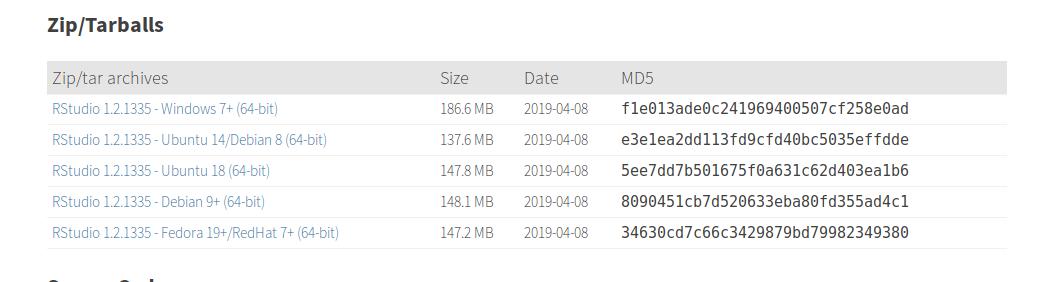 Zip/Tarballs
Zip/tar archives Size Date MD5
RStudio 1.2.1335 - Windows 7+ (64-bit) 186.6 MB 2019-04-08 f1e013ade0c241969400507cf258e0ad
RStudio 1.2.1335 - Ubuntu 14/Debian 8 (64-bit) 137.6 MB 2019-04-08 e3e1ea2dd113fd9cfd40bc5035effdde
RStudio 1.2.1335 - Ubuntu 18 (64-bit) 147.8 MB 2019-04-08 5ee7dd7b501675f0a631c62d403ea1b6
RStudio 1.2.1335 - Debian 9+ (64-bit) 148.1 MB 2019-04-08 8090451cb7d520633eba80fd355ad4c1
RStudio 1.2.1335 - Fedora 19+/RedHat 7+ (64-bit) 147.2 MB 2019-04-08 34630cd7c66c3429879bd79982349380